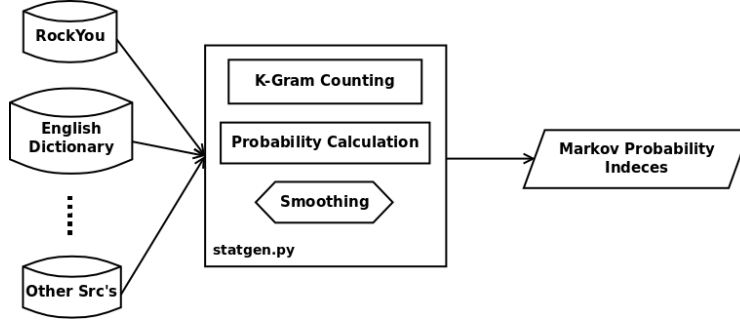 RockYou
English
Dictionary
Other Src's
K-Gram Counting
Probability Calculation
Smoothing
statgen.py
Markov Probability
Indeces